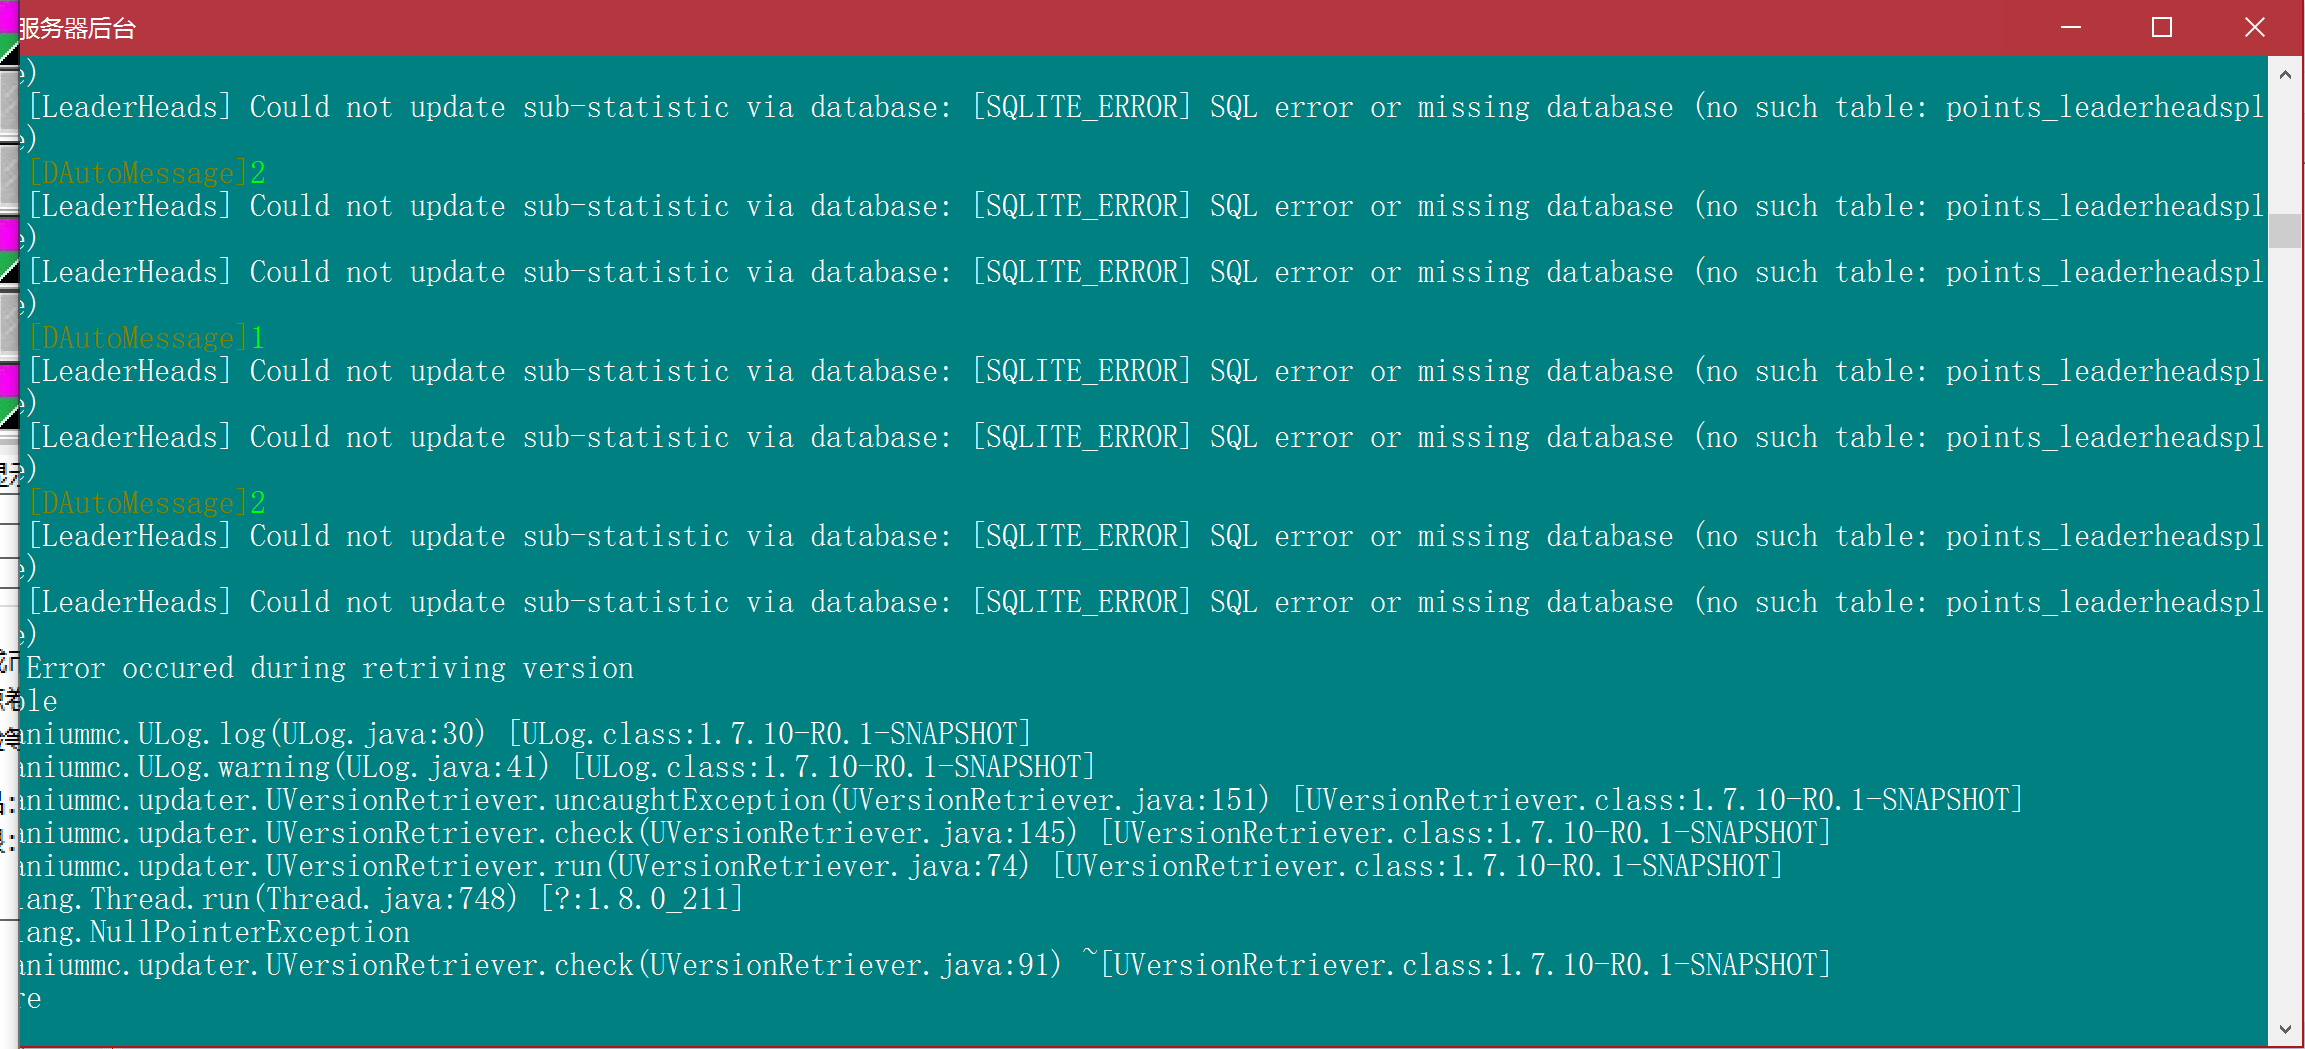 服务器后台
e)
[LeaderHeads] Could not update sub-statistic via database: [SQLITE_ERROR] SQL error or missing database (no such table: points_leaderheadspl
e)
[DAutoMessage]2
[LeaderHeads] Could not update sub-statistic via database: [SQLITE_ERROR] SQL error or missing database (no such table: points_leaderheadspl
e)
[LeaderHeads] Could not update sub-statistic via database: [SQLITE_ERROR] SQL error or missing database (no such table: points_leaderheadspl
e)
[DAutoMessage]1
[LeaderHeads] Could not update sub-statistic via database: [SQLITE_ERROR] SQL error or missing database (no such table: points_leaderheadspl
e)
[LeaderHeads] Could not update sub-statistic via database: [SQLITE_ERROR] SQL error or missing database (no such table: points_leaderheadspl
e)
[DAutoMessage]2
[LeaderHeads] Could not update sub-statistic via database: [SQLITE_ERROR] SQL error or missing database (no such table: points_leaderheadspl
e)
[LeaderHeads] Could not update sub-statistic via database: [SQLITE_ERROR] SQL error or missing database (no such table: points_leaderheadspl
e)
Error occured during retriving version
ble
aniummc.ULog.log(ULog.java:30) [ULog.class:1.7.10-R0.1-SNAPSHOT]
aniummc.ULog.warning(ULog.java:41) [ULog.class:1.7.10-R0.1-SNAPSHOT]
aniummc.updater.UVersionRetriever.uncaughtException(UVersionRetriever.java:151) [UVersionRetriever.class:1.7.10-R0.1-SNAPSHOT]
aniummc.updater.UVersionRetriever.check(UVersionRetriever.java:145) [UVersionRetriever.class:1.7.10-R0.1-SNAPSHOT]
aniummc.updater.UVersionRetriever.run(UVersionRetriever.java:74) [UVersionRetriever.class:1.7.10-R0.1-SNAPSHOT]
lang.Thread.run(Thread.java:748) [?:1.8.0_211]
lang.NullPointerException
aniummc.updater.UVersionRetriever.check(UVersionRetriever.java:91) ~[UVersionRetriever.class:1.7.10-R0.1-SNAPSHOT]
re